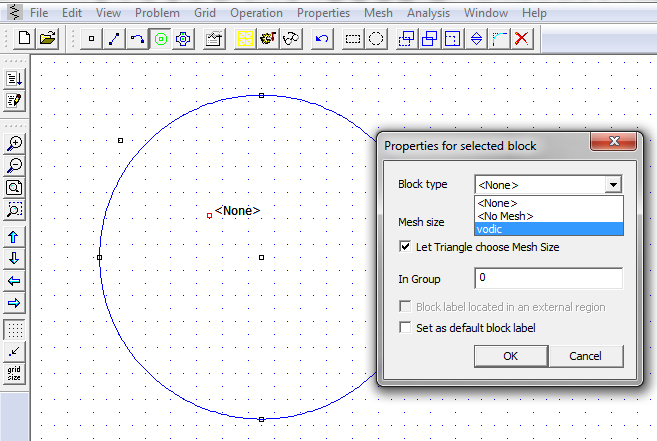 File Edit View Problem Grid Operation Properties Mesh Analysis Window Help
grid
size
<None>
Properties for selected block
Block type <None>
<None>
<No Mesh>
vodic
Mesh size
Let Triangle choose Mesh Size
In Group 0
Block label located in an external region
Set as default block label
OK Cancel